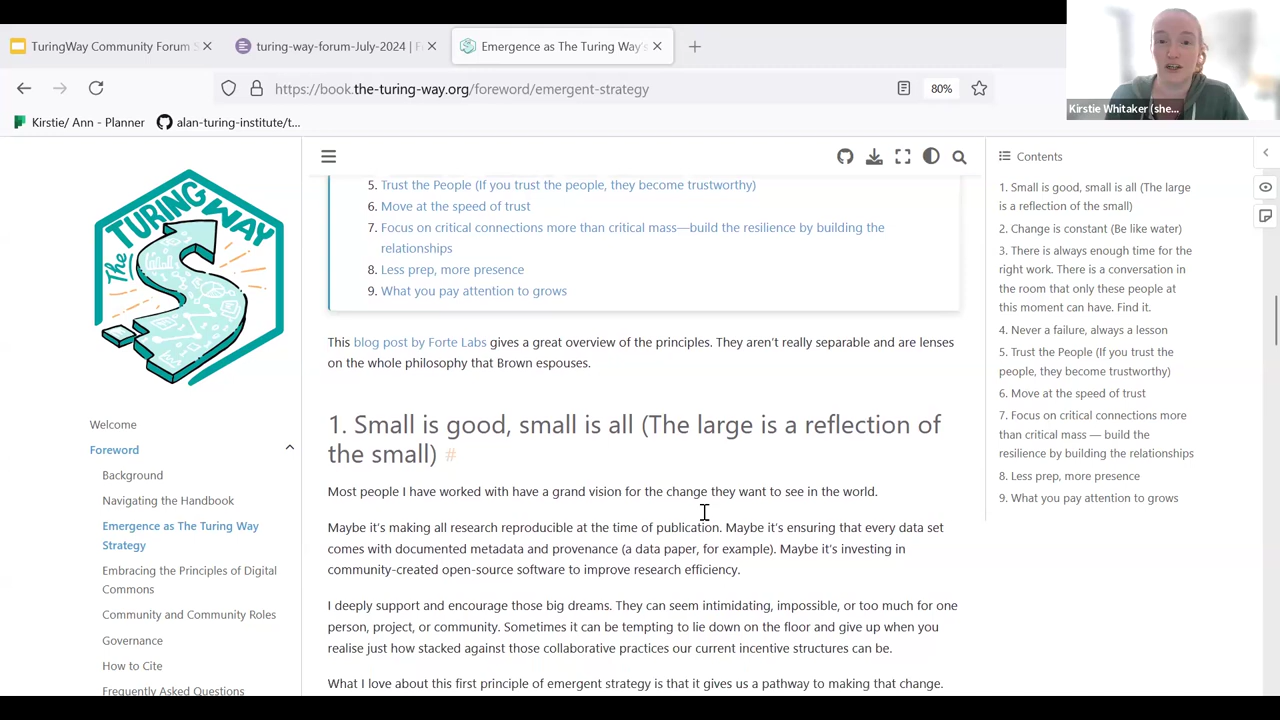 TuringWay Community Forum
turing-way-forum-July-2024 | F
Emergence as The Turing Way's
https://book.the-turing-way.org/foreword/emergent-strategy
80%
Kirstie Whitaker (she...
Kirstie/ Ann - Planner
alan-turing-institute/t...
The TURING WAY
Welcome
Foreword
Background
Navigating the Handbook
Emergence as The Turing Way
Strategy
Embracing the Principles of Digital
Commons
Community and Community Roles
Governance
How to Cite
Frequently Asked Questions
5. Trust the People (If you trust the people, they become trustworthy)
6. Move at the speed of trust
7. Focus on critical connections more than critical mass—build the resilience by building the
relationships
8. Less prep, more presence
9. What you pay attention to grows
This blog post by Forte Labs gives a great overview of the principles. They aren't really separable and are lenses
on the whole philosophy that Brown espouses.
1. Small is good, small is all (The large is a reflection of
the small) #
Most people I have worked with have a grand vision for the change they want to see in the world.
Maybe it's making all research reproducible at the time of publication. Maybe it's ensuring that every data set
comes with documented metadata and provenance (a data paper, for example). Maybe it's investing in
community-created open-source software to improve research efficiency.
I deeply support and encourage those big dreams. They can seem intimidating, impossible, or too much for one
person, project, or community. Sometimes it can be tempting to lie down on the floor and give up when you
realise just how stacked against those collaborative practices our current incentive structures can be.
What I love about this first principle of emergent strategy is that it gives us a pathway to making that change.
Contents
1. Small is good, small is all (The large
is a reflection of the small)
2. Change is constant (Be like water)
3. There is always enough time for the
right work. There is a conversation in
the room that only these people at
this moment can have. Find it.
4. Never a failure, always a lesson
5. Trust the People (If you trust the
people, they become trustworthy)
6. Move at the speed of trust
7. Focus on critical connections more
than critical mass — build the
resilience by building the relationships
8. Less prep, more presence
9. What you pay attention to grows